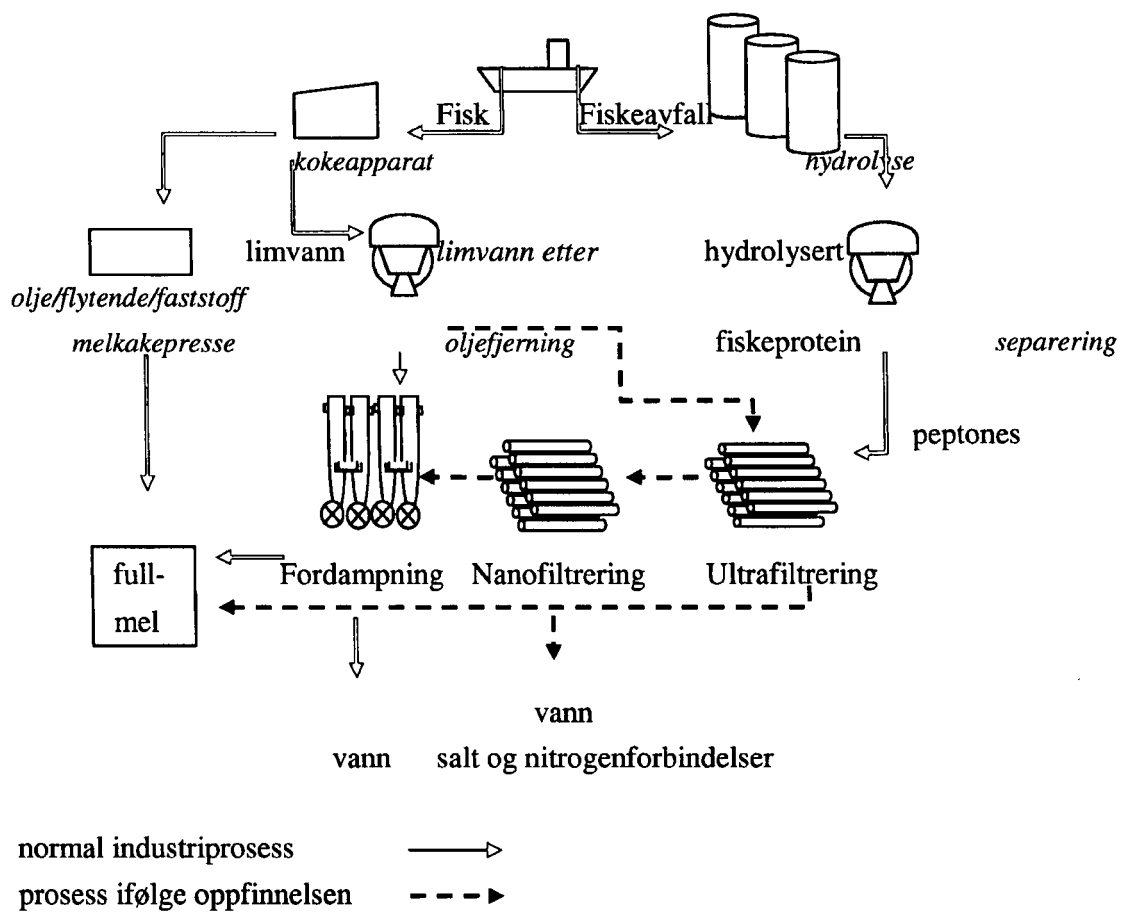 Fisk Fiskeavfall
kokeapparat hydrolyse
limvann limvann etter hydrolysert
olje/flytende/faststoff
melkakepresse oljefjerning fiskeprotein separering
peptones
full- Fordampning Nanofiltrering Ultrafiltrering
mel
vann
vann salt og nitrogenforbindelser
normal industriprosess
prosess ifølge oppfinnelsen